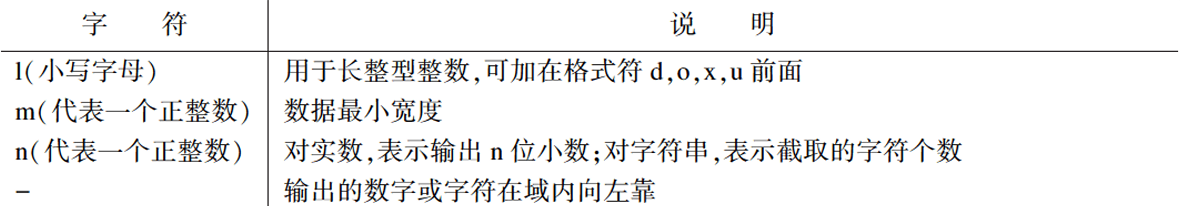 字 符 说 明
l(小写字母) 用于长整型整数,可加在格式符 d,o,x,u 前面
m(代表一个正整数) 数据最小宽度
n(代表一个正整数) 对实数,表示输出 n 位小数;对字符串,表示截取的字符个数
- 输出的数字或字符在域内向左靠